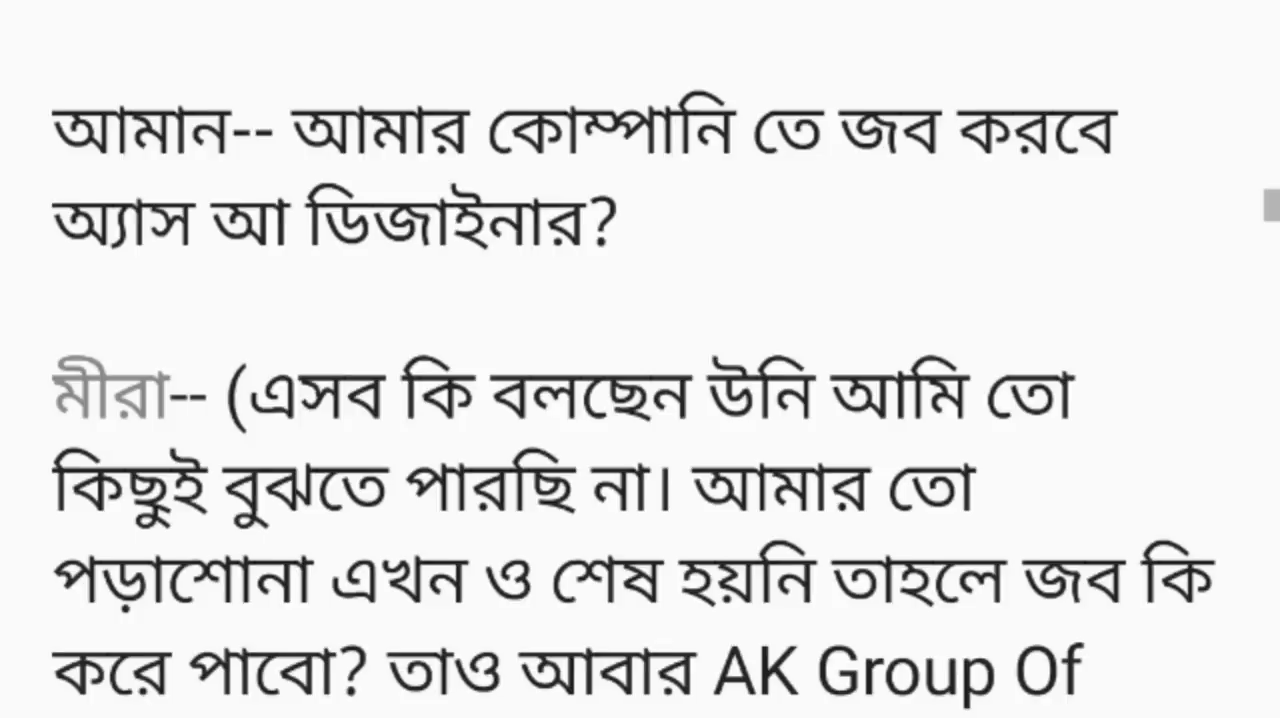 আমান-- আমার কোম্পানি তে জব করবে
অ্যাস আ ডিজাইনার?
মীরা-- (এসব কি বলছেন উনি আমি তো
কিছুই বুঝতে পারছি না। আমার তো
পড়াশোনা এখন ও শেষ হয়নি তাহলে জব কি
করে পাবো? তাও আবার AK Group Of